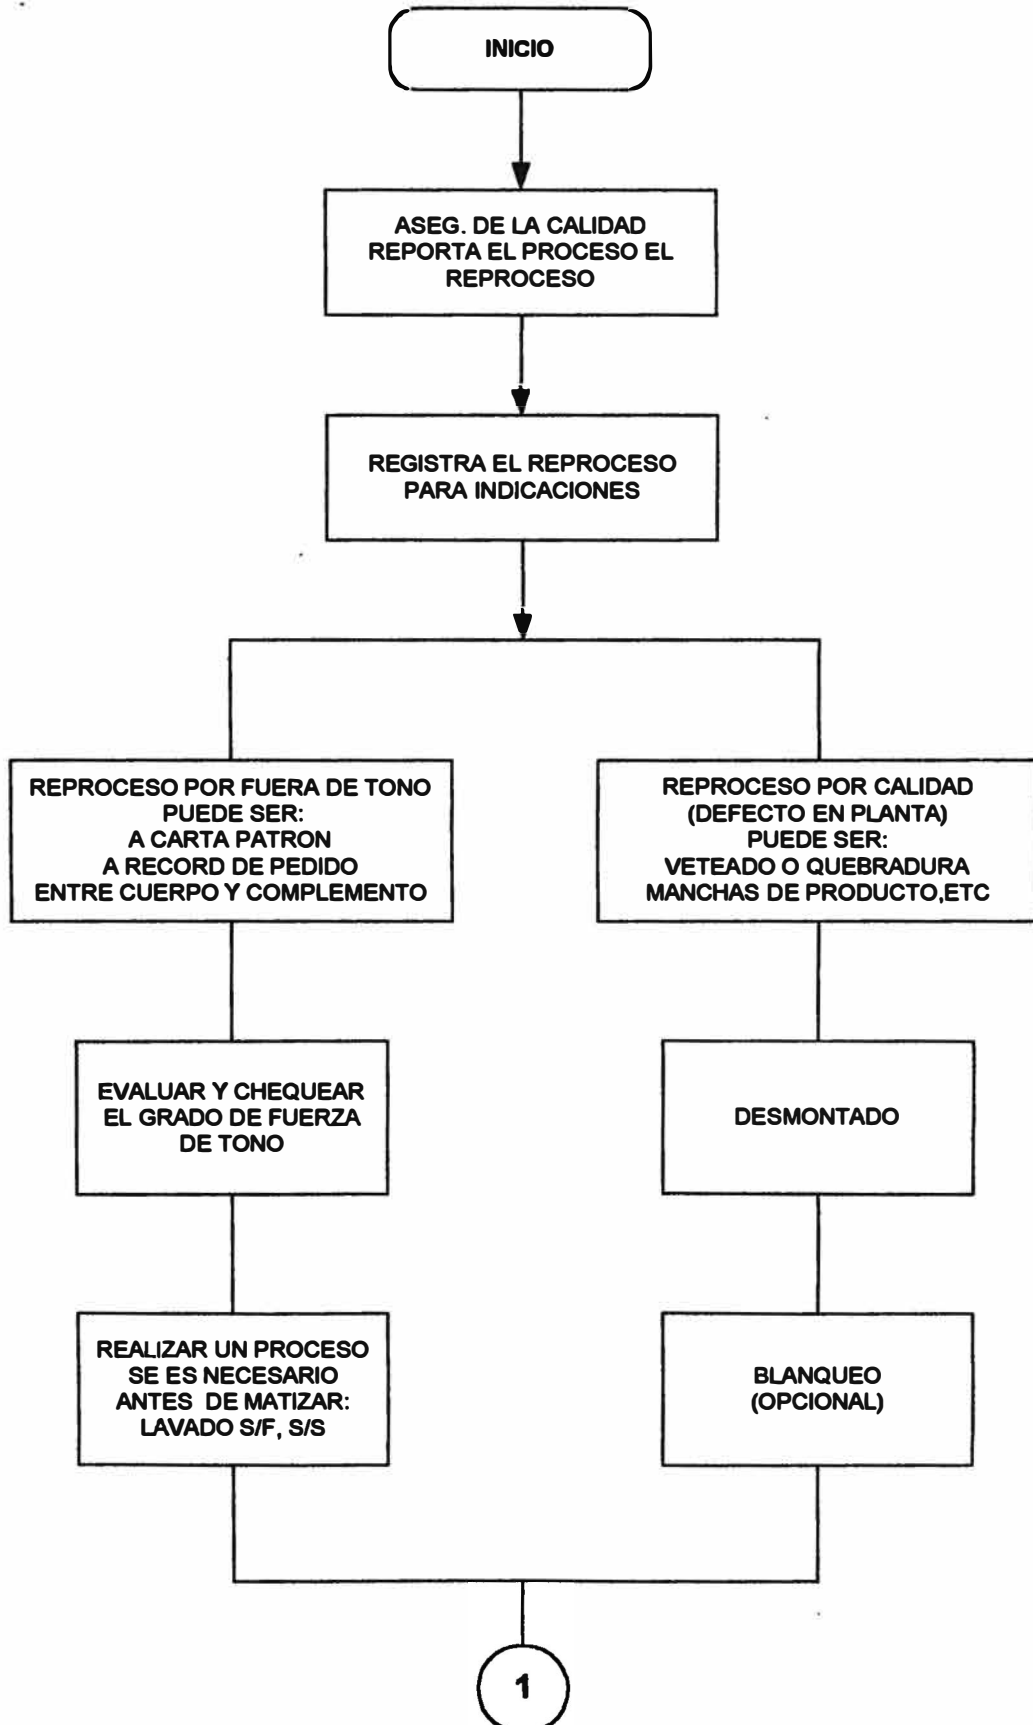 INICIO
ASEG. DE LA CALIDAD
REPORTA EL PROCESO EL
REPROCESO
REGISTRA EL REPROCESO
PARA INDICACIONES
REPROCESO POR FUERA DE TONO
PUEDE SER:
A CARTA PATRON
A RECORD DE PEDIDO
ENTRE CUERPO Y COMPLEMENTO
REPROCESO POR CALIDAD
(DEFECTO EN PLANTA)
PUEDE SER:
VETEADO O QUEBRADURA
MANCHAS DE PRODUCTO,ETC
EVALUAR Y CHEQUEAR
EL GRADO DE FUERZA
DE TONO
DESMONTADO
REALIZAR UN PROCESO
SE ES NECESARIO
ANTES DE MATIZAR:
LAVADO S/F, S/S
BLANQUEO
(OPCIONAL)
1